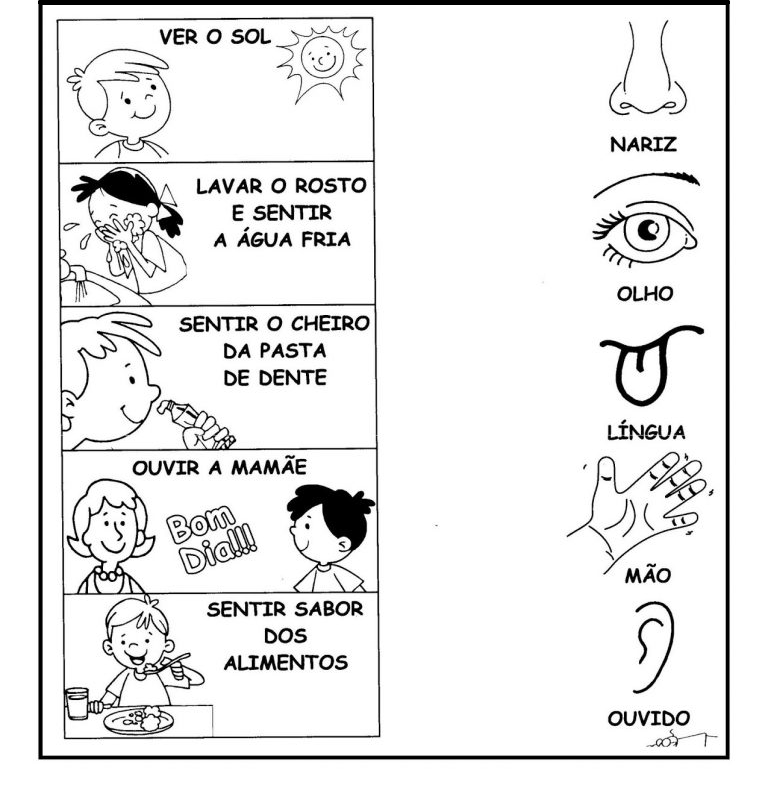 VER O SOL
LAVAR O ROSTO
E SENTIR
A ÁGUA FRIA
SENTIR O CHEIRO
DA PASTA
DE DENTE
OUVIR A MAMÃE
Bom
Dia!!!
SENTIR SABOR
DOS
ALIMENTOS
NARIZ
OLHO
LÍNGUA
MÃO
OUVIDO